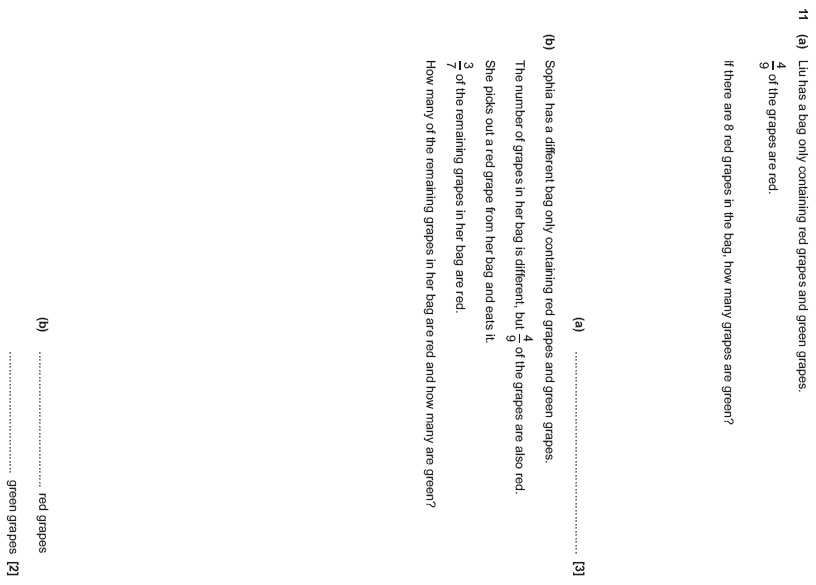 11 (a) Liu has a bag only containing red grapes and green grapes.
4/9 of the grapes are red.
If there are 8 red grapes in the bag, how many grapes are green?
(a) ........................................................ [3]
(b) Sophia has a different bag only containing red grapes and green grapes.
The number of grapes in her bag is different, but 4/9 of the grapes are also red.
She picks out a red grape from her bag and eats it.
3/7 of the remaining grapes in her bag are red.
How many of the remaining grapes in her bag are red and how many are green?
(b) ................................... red grapes
................................... green grapes [2]